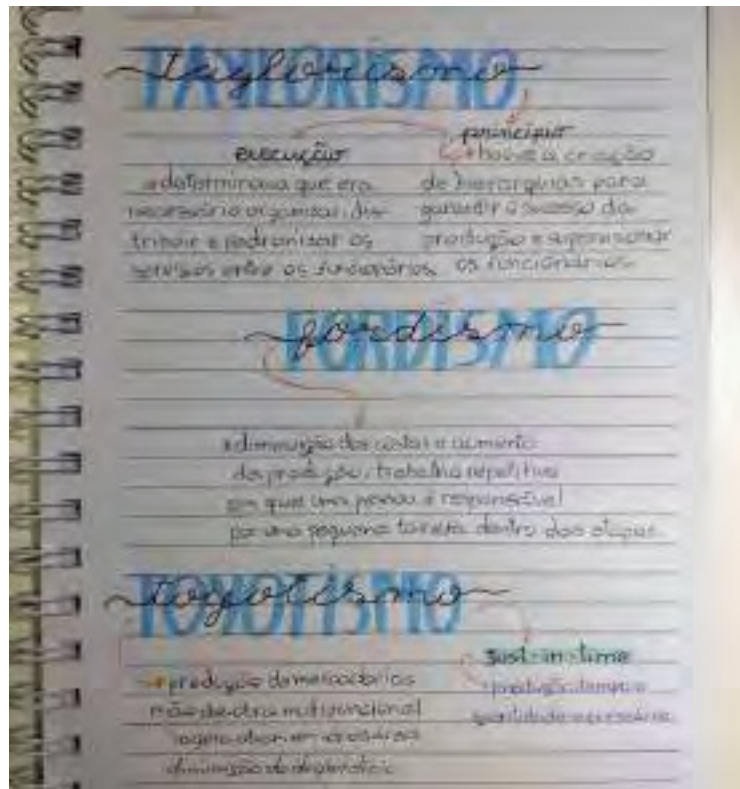 TAYLORISMO
taylorismo
execução
determinava que era
necessário organizar, dis-
tribuir e padronizar os
serviços entre os funcionários.
princípio
houve a criação
de hierarquias para
garantir o sucesso da
produção e supervisionar
os funcionários.
FORDISMO
fordismo
diminuição dos custos e aumento
da produção, trabalho repetitivo
em que uma pessoa é responsável
por uma pequena tarefa dentro das etapas.
TOYOTISMO
toyotismo
produção de mercadorias
mão-de-obra multifuncional
diminuição de desperdício
Just-in-time
produção tempo e
quantidade necessários